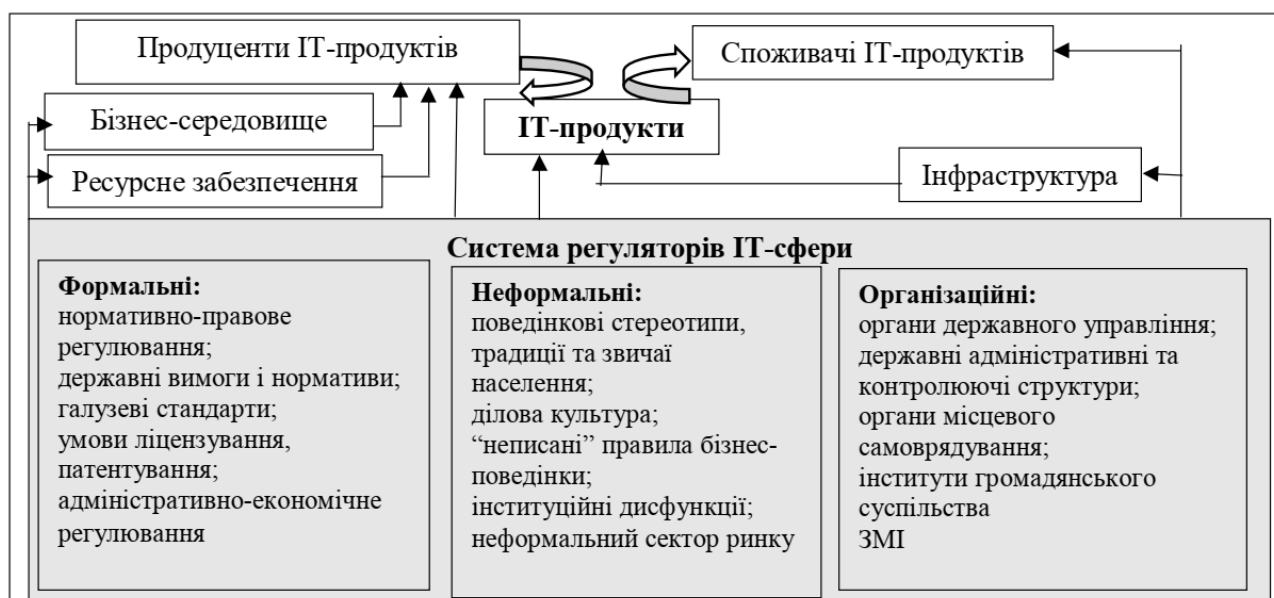 Продуценти ІТ-продуктів
Споживачі ІТ-продуктів
Бізнес-середовище
ІТ-продукти
Ресурсне забезпечення
Інфраструктура
Система регуляторів ІТ-сфери
Формальні:
нормативно-правове
регулювання;
державні вимоги і нормативи;
галузеві стандарти;
умови ліцензування,
патентування;
адміністративно-економічне
регулювання
Неформальні:
поведінкові стереотипи,
традиції та звичаї
населення;
ділова культура;
“неписані” правила бізнес-
поведінки;
інституційні дисфункції;
неформальний сектор ринку
Організаційні:
органи державного управління;
державні адміністративні та
контролюючі структури;
органи місцевого
самоврядування;
інститути громадянського
суспільства
ЗМІ